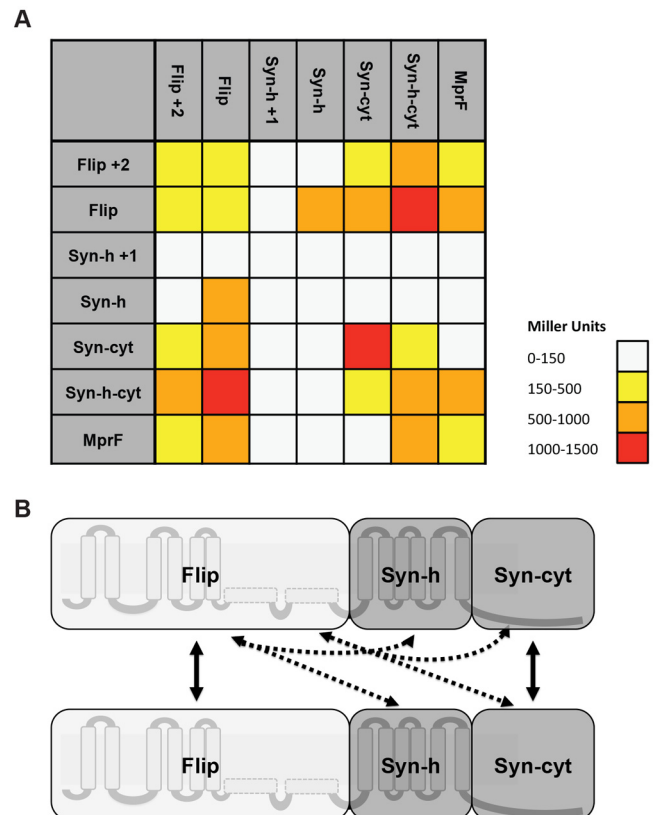 A
Flip +2
Flip
Syn-h +1
Syn-h
Syn-cyt
Syn-h-cyt
MprF
Flip +2
Flip
Syn-h +1
Syn-h
Syn-cyt
Syn-h-cyt
MprF
Miller Units
0-150
150-500
500-1000
1000-1500
B
Flip Syn-h Syn-cyt
Flip Syn-h Syn-cyt